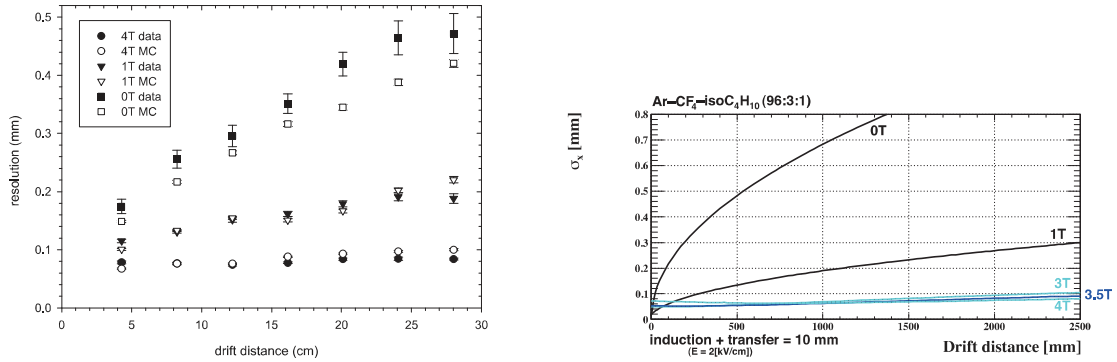 0.5
0.4
0.3
0.2
0.1
0.0
resolution (mm)
4T data
4T MC
1T data
1T MC
0T data
0T MC
0 5 10 15 20 25 30
drift distance (cm)
Ar–CF4–isoC4H10 (96:3:1)
σx [mm]
0.8
0.7
0.6
0.5
0.4
0.3
0.2
0.1
0
0T
1T
3T
3.5T
4T
0 500 1000 1500 2000 2500
induction + transfer = 10 mm
(E = 2[kV/cm])
Drift distance [mm]